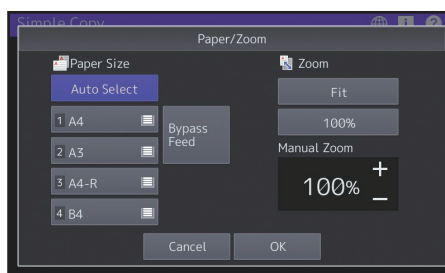 Simple Copy
Paper/Zoom
Paper Size
Auto Select
1 A4
2 A3
3 A4-R
4 B4
Bypass
Feed
Zoom
Fit
100%
Manual Zoom
100%
+
−
Cancel
OK